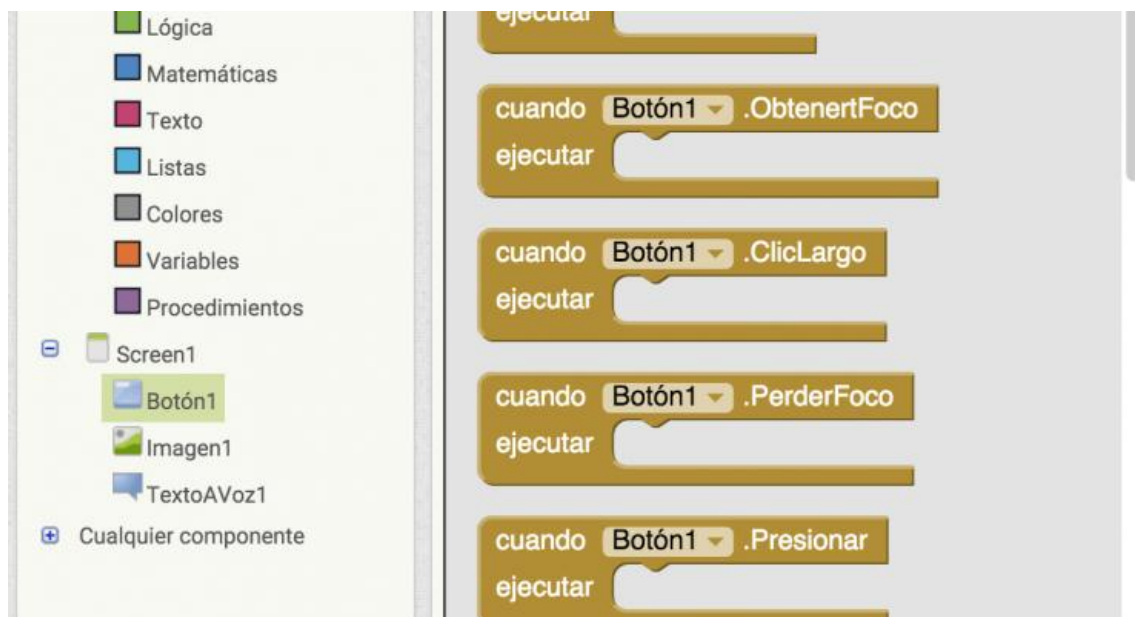 Lógica
Matemáticas
Texto
Listas
Colores
Variables
Procedimientos
Screen1
Botón1
Imagen1
TextoAVoz1
Cualquier componente
ejecutar
cuando Botón1 .ObtenertFoco
ejecutar
cuando Botón1 .ClicLargo
ejecutar
cuando Botón1 .PerderFoco
ejecutar
cuando Botón1 .Presionar
ejecutar